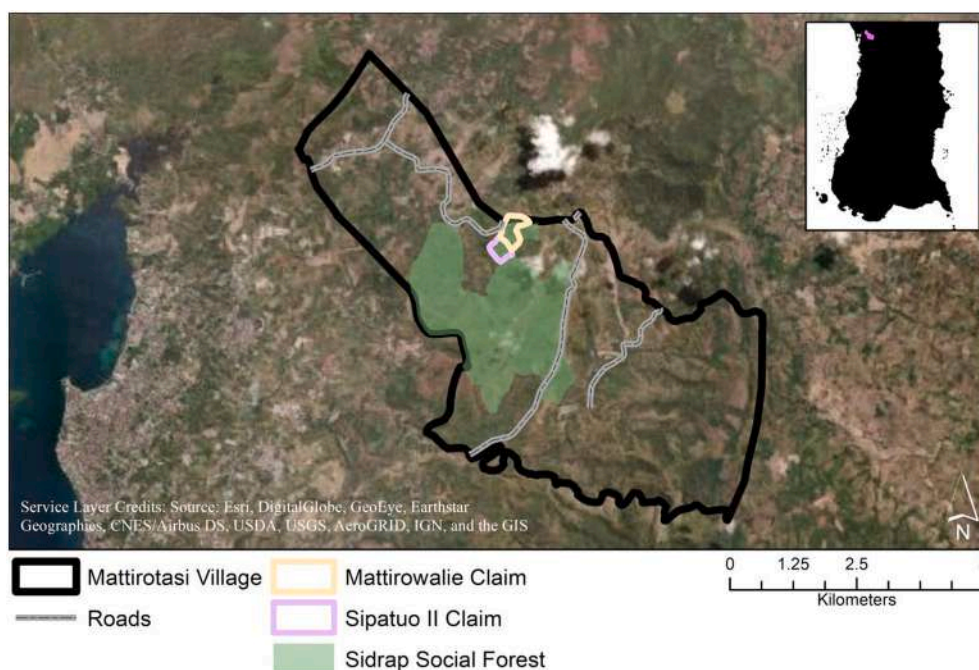 Service Layer Credits: Source: Esri, DigitalGlobe, GeoEye, Earthstar
Geographics, CNES/Airbus DS, USDA, USGS, AeroGRID, IGN, and the GIS
N
Mattirotasi Village
Roads
Mattirowalie Claim
Sipatuo II Claim
Sidrap Social Forest
0 1.25 2.5
Kilometers